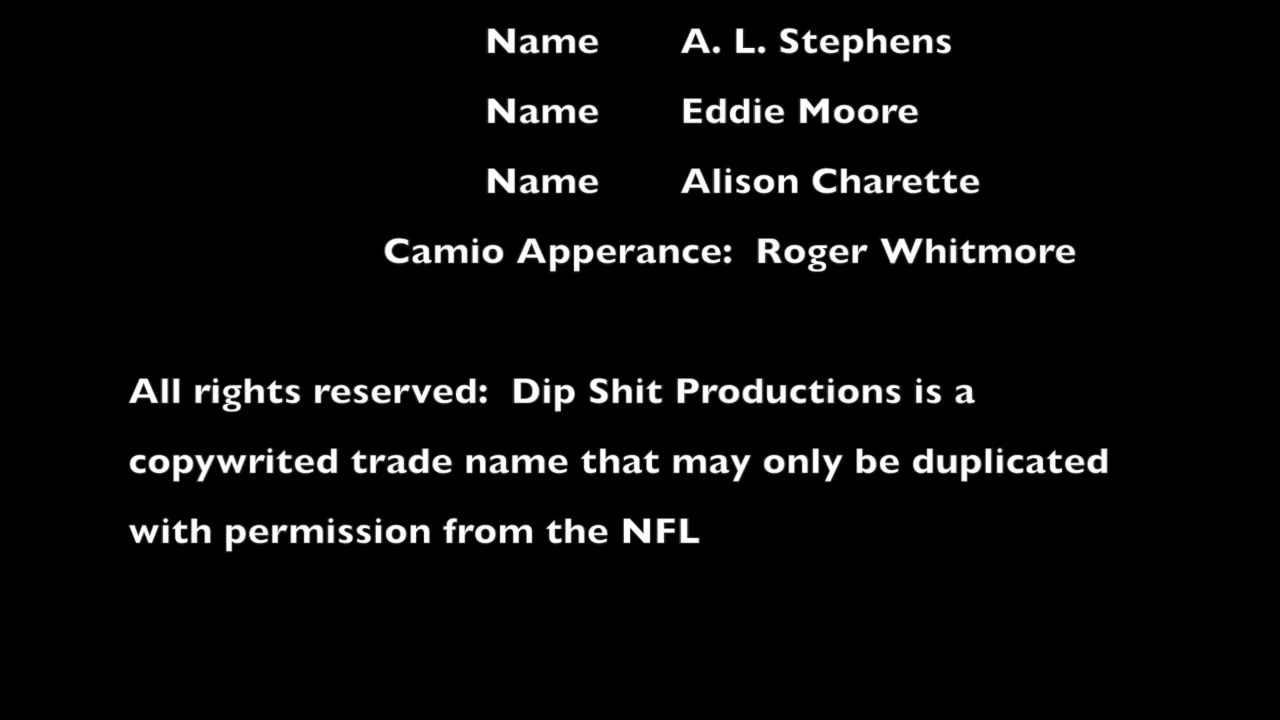 Name A. L. Stephens
Name Eddie Moore
Name Alison Charette
Camio Apperance: Roger Whitmore
All rights reserved: Dip Shit Productions is a
copywrited trade name that may only be duplicated
with permission from the NFL